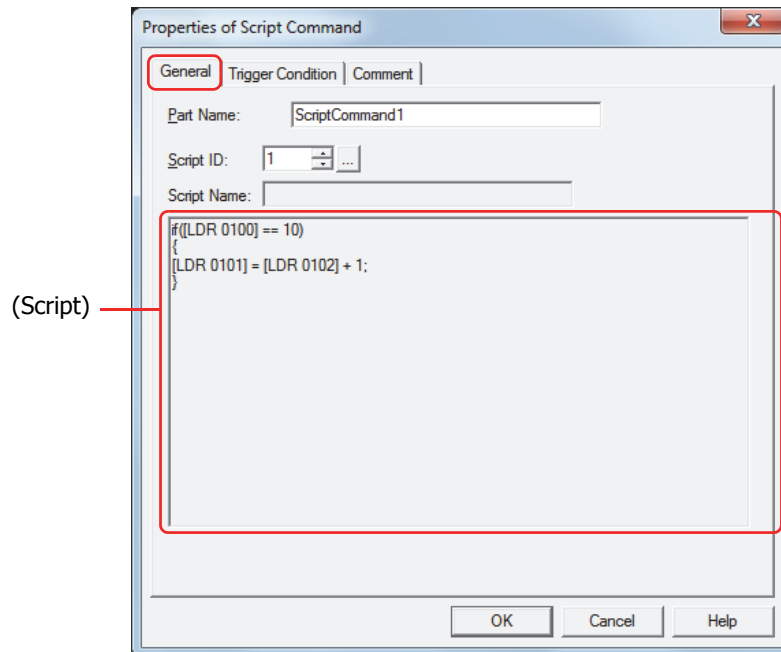 Properties of Script Command
General Trigger Condition Comment
Part Name: ScriptCommand1
Script ID: 1 ...
Script Name:
if([LDR 0100] == 10)
{
[LDR 0101] = [LDR 0102] + 1;
}
(Script)
OK Cancel Help